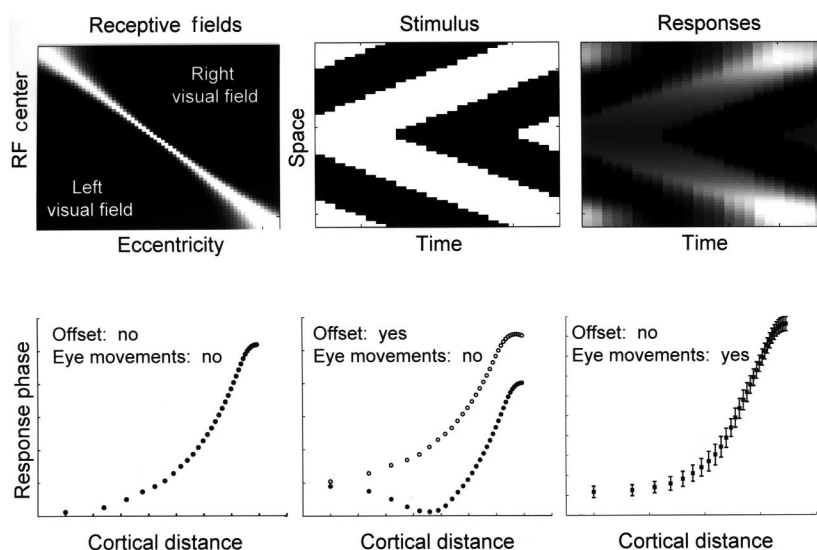 Receptive fields
Stimulus
Responses
RF center
Right
visual field
Left
visual field
Eccentricity
Space
Time
Time
Response phase
Offset: no
Eye movements: no
Cortical distance
Offset: yes
Eye movements: no
Cortical distance
Offset: no
Eye movements: yes
Cortical distance